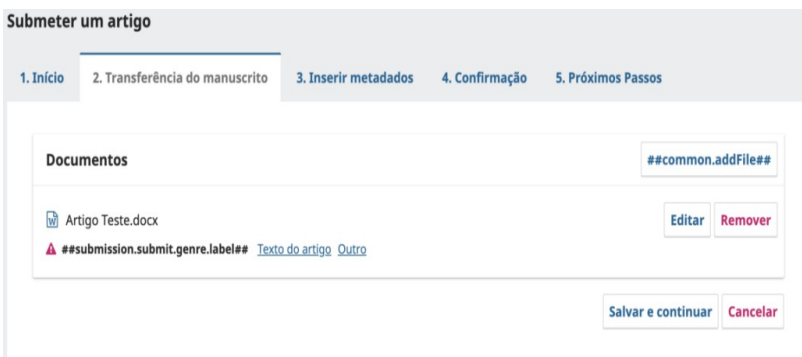 Submeter um artigo
1. Início 2. Transferência do manuscrito 3. Inserir metadados 4. Confirmação 5. Próximos Passos
Documentos ##common.addFile##
Artigo Teste.docx Editar Remover
##submission.submit.genre.label## Texto do artigo Outro
Salvar e continuar Cancelar